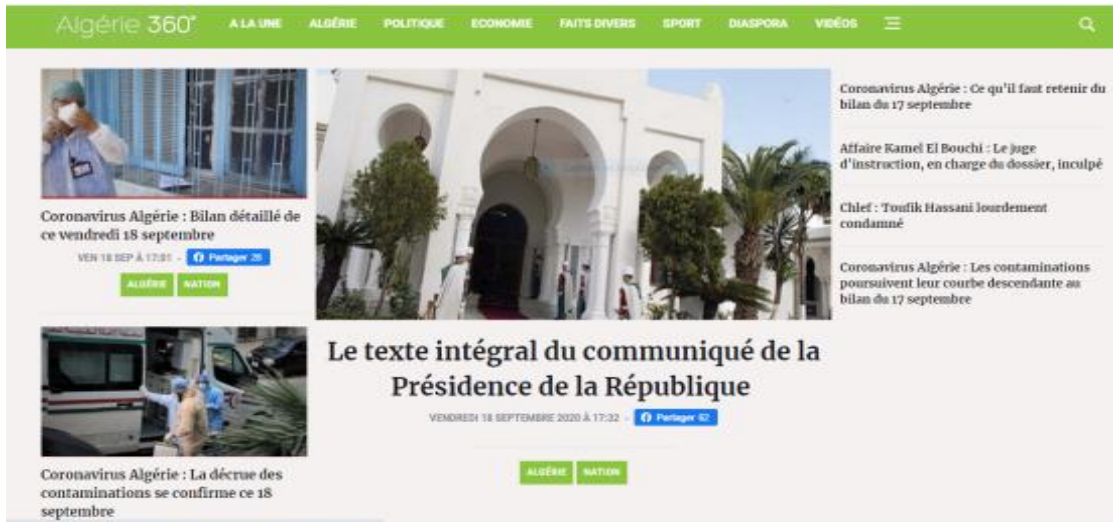 Algérie 360°
A LA UNE ALGÉRIE POLITIQUE ECONOMIE FAITS DIVERS SPORT DIASPORA VIDÉOS
Coronavirus Algérie : Bilan détaillé de
ce vendredi 18 septembre
VEN 18 SEP À 17:01 - Partager 28
ALGÉRIE NATION
Coronavirus Algérie : La décrue des
contaminations se confirme ce 18
septembre
Le texte intégral du communiqué de la
Présidence de la République
VENDREDI 18 SEPTEMBRE 2020 À 17:32 - Partager 62
ALGÉRIE NATION
Coronavirus Algérie : Ce qu'il faut retenir du
bilan du 17 septembre
Affaire Kamel El Bouchi : Le juge
d'instruction, en charge du dossier, inculpé
Chlef : Toufik Hassani lourdement
condamné
Coronavirus Algérie : Les contaminations
poursuivent leur courbe descendante au
bilan du 17 septembre